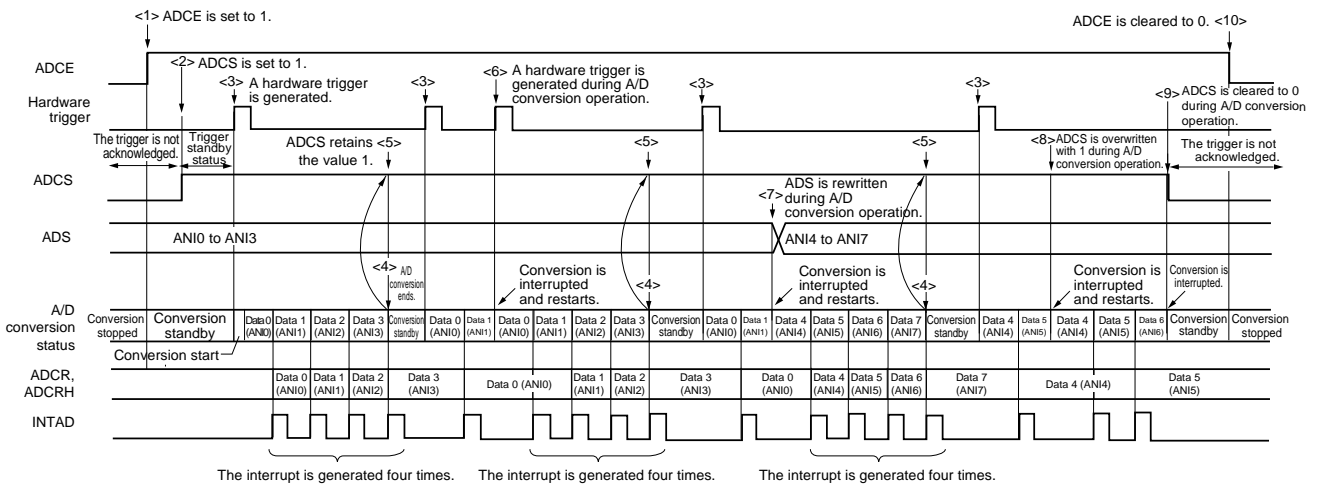 <1> ADCE is set to 1.
ADCE is cleared to 0. <10>
ADCE
<2> ADCS is set to 1.
<3> A hardware trigger
is generated.
<3>
<6> A hardware trigger is
generated during A/D
conversion operation.
<3>
<3>
<9> ADCS is cleared to 0
during A/D conversion
operation.
Hardware
trigger
The trigger is not
acknowledged.
Trigger
standby
status
ADCS retains <5>
the value 1.
<5>
<5>
<8> ADCS is overwritten
with 1 during A/D
conversion operation.
The trigger is not
acknowledged.
ADCS
<7> ADS is rewritten
during A/D
conversion operation.
ADS
ANI0 to ANI3
ANI4 to ANI7
<4> A/D
conversion
ends.
Conversion is
interrupted
and restarts.
<4>
Conversion is
interrupted
and restarts.
<4>
Conversion is
interrupted
and restarts.
Conversion is
interrupted.
A/D
conversion
status
Conversion
stopped
Conversion
standby
Data 0
(ANI0)
Data 1
(ANI1)
Data 2
(ANI2)
Data 3
(ANI3)
Conversion
standby
Data 0
(ANI0)
Data 1
(ANI1)
Data 0
(ANI0)
Data 1
(ANI1)
Data 2
(ANI2)
Data 3
(ANI3)
Conversion
standby
Data 0
(ANI0)
Data 1
(ANI1)
Data 4
(ANI4)
Data 5
(ANI5)
Data 6
(ANI6)
Data 7
(ANI7)
Conversion
standby
Data 4
(ANI4)
Data 5
(ANI5)
Data 4
(ANI4)
Data 5
(ANI5)
Data 6
(ANI6)
Conversion
standby
Conversion
stopped
Conversion start
ADCR,
ADCRH
Data 0
(ANI0)
Data 1
(ANI1)
Data 2
(ANI2)
Data 3
(ANI3)
Data 0 (ANI0)
Data 1
(ANI1)
Data 2
(ANI2)
Data 3
(ANI3)
Data 0
(ANI0)
Data 4
(ANI4)
Data 5
(ANI5)
Data 6
(ANI6)
Data 7
(ANI7)
Data 4 (ANI4)
Data 5
(ANI5)
INTAD
The interrupt is generated four times.
The interrupt is generated four times.
The interrupt is generated four times.